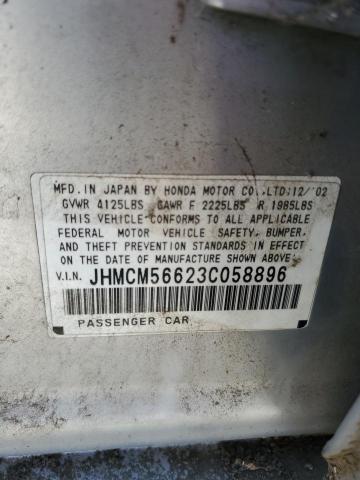 MFD.IN JAPAN BY HONDA MOTOR CO.,LTD:12/'02
GVWR 4125LBS GAWR F 2225LBS R 1985LBS
THIS VEHICLE CONFORMS TO ALL APPLICABLE
FEDERAL MOTOR VEHICLE SAFETY, BUMPER,
AND THEFT PREVENTION STANDARDS IN EFFECT
ON THE DATE OF MANUFACTURE SHOWN ABOVE.
V.I.N. JHMCM56623C058896
PASSENGER CAR